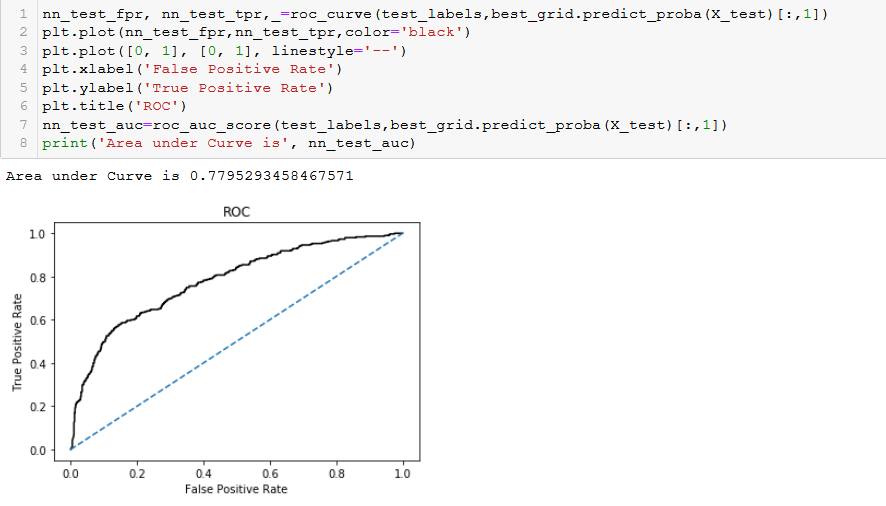 1 nn_test_fpr, nn_test_tpr,_=roc_curve(test_labels,best_grid.predict_proba(X_test)[:,1])
2 plt.plot(nn_test_fpr,nn_test_tpr,color='black')
3 plt.plot([0, 1], [0, 1], linestyle='--')
4 plt.xlabel('False Positive Rate')
5 plt.ylabel('True Positive Rate')
6 plt.title('ROC')
7 nn_test_auc=roc_auc_score(test_labels,best_grid.predict_proba(X_test)[:,1])
8 print('Area under Curve is', nn_test_auc)
Area under Curve is 0.7795293458467571
ROC
True Positive Rate
1.0
0.8
0.6
0.4
0.2
0.0
0.0 0.2 0.4 0.6 0.8 1.0
False Positive Rate